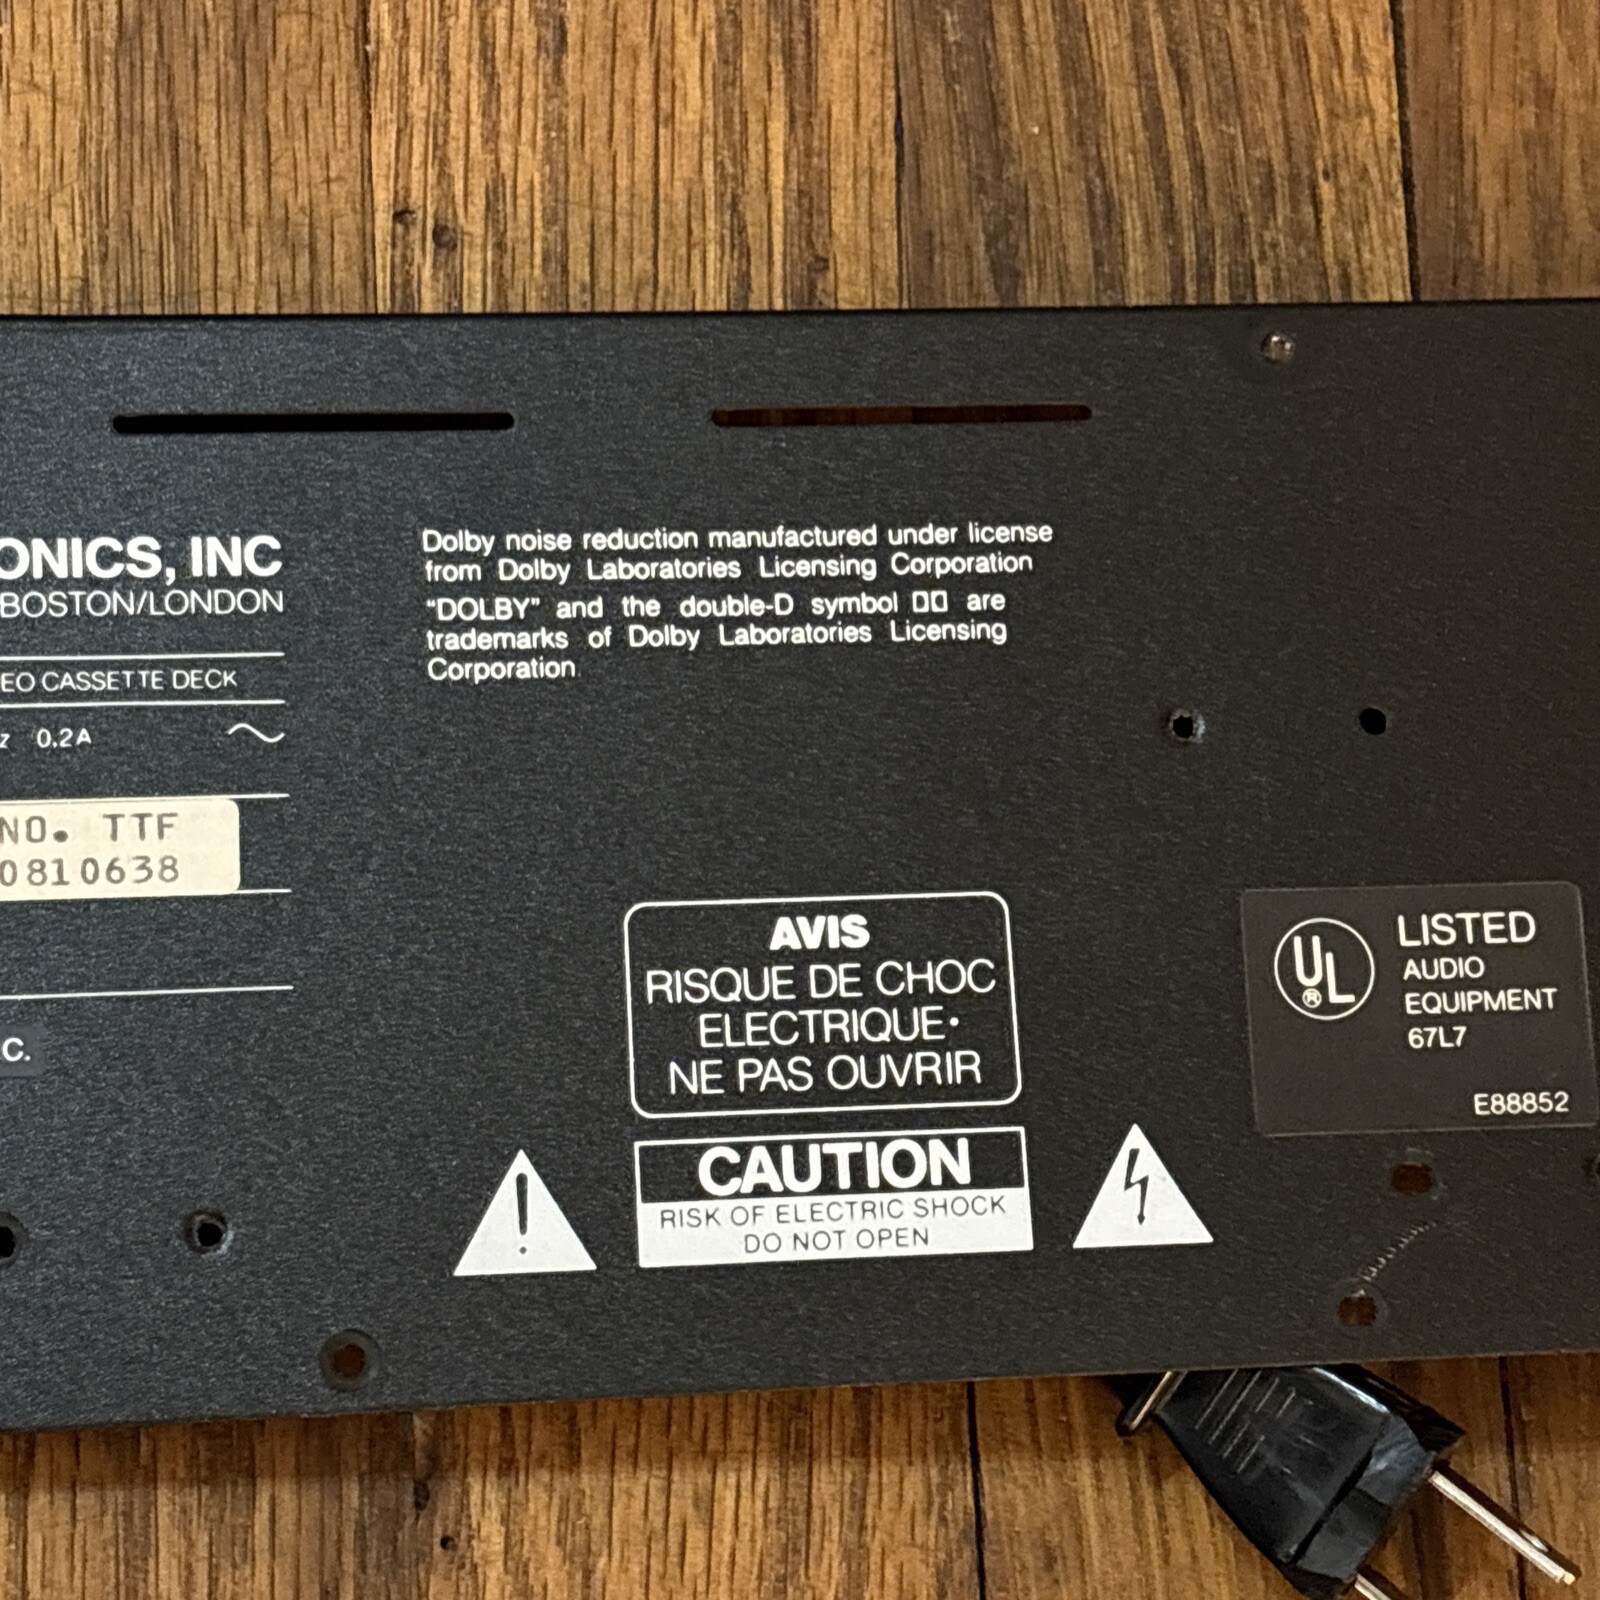 ONICS, INC
BOSTON/LONDON
EO CASSETTE DECK
z 0.2A
NO. TTF
0810638
C.
Dolby noise reduction manufactured under license
from Dolby Laboratories Licensing Corporation
“DOLBY” and the double-D symbol are
trademarks of Dolby Laboratories Licensing
Corporation
AVIS
RISQUE DE CHOC
ELECTRIQUE•
NE PAS OUVRIR
CAUTION
RISK OF ELECTRIC SHOCK
DO NOT OPEN
UL
®
LISTED
AUDIO
EQUIPMENT
67L7
E88852